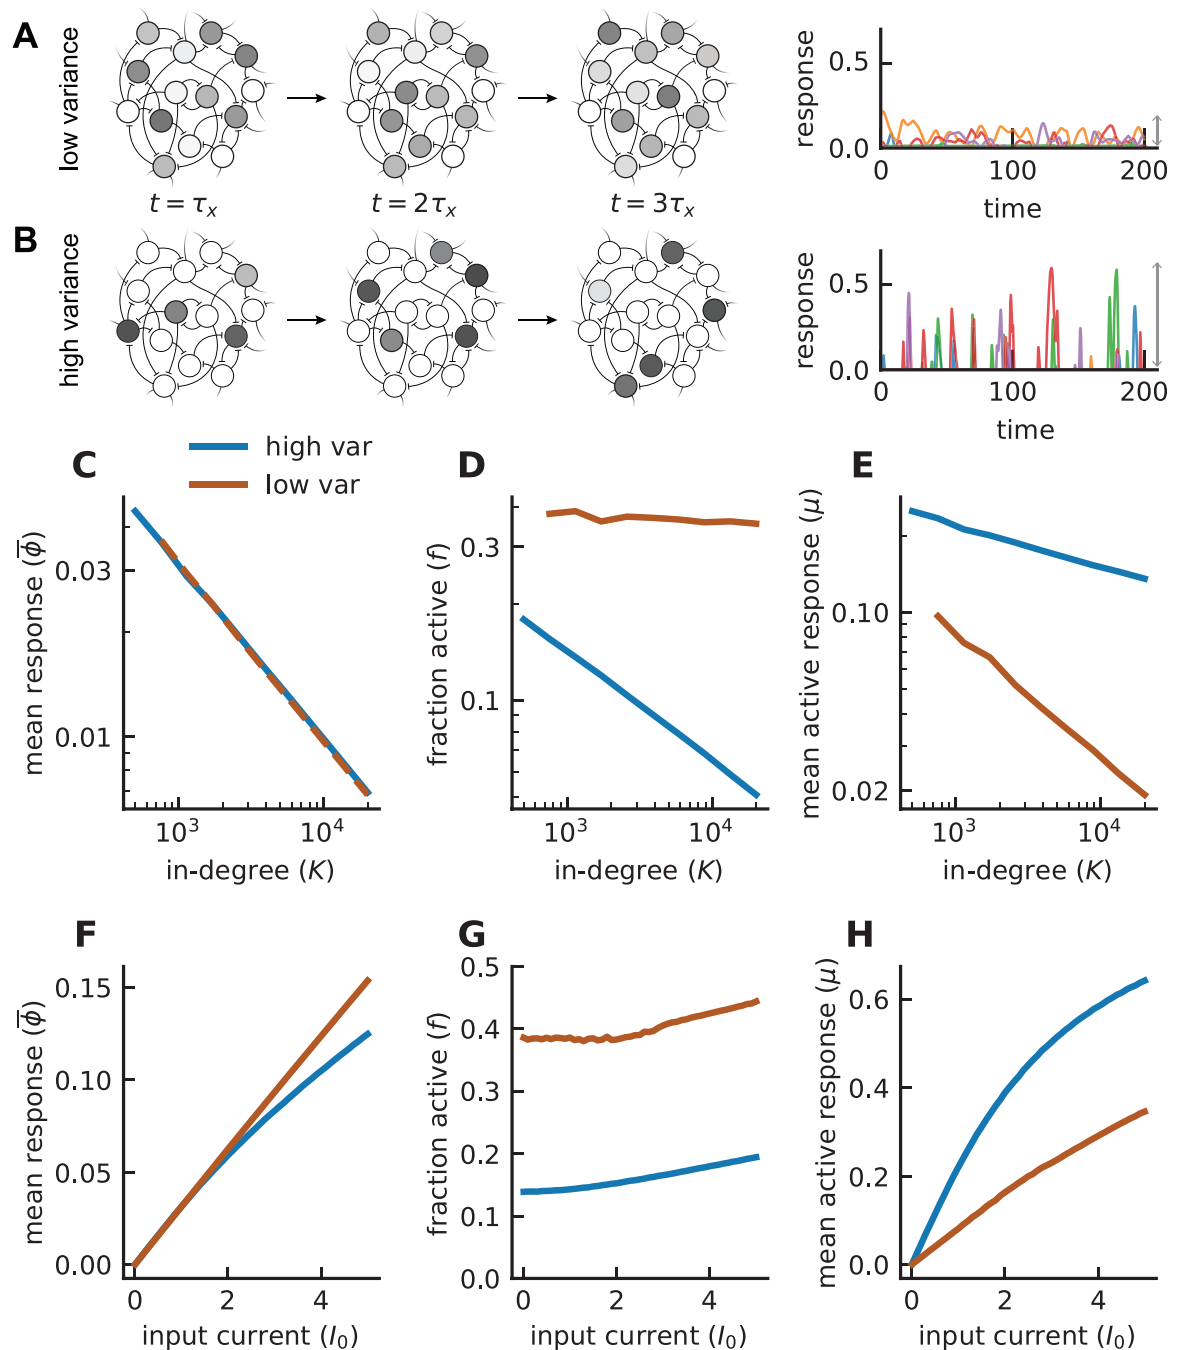 A
low variance
t = τx
t = 2τx
t = 3τx
response
0.5
0.0
0
100
200
time
B
high variance
response
0.5
0.0
0
100
200
time
high var
low var
C
mean response (ϕ̅)
0.03
0.01
10³
10⁴
in-degree (K)
D
fraction active (f)
0.3
0.1
10³
10⁴
in-degree (K)
E
mean active response (μ)
0.10
0.02
10³
10⁴
in-degree (K)
F
mean response (ϕ̅)
0.15
0.10
0.05
0.00
0
2
4
input current (I₀)
G
fraction active (f)
0.5
0.4
0.3
0.2
0.1
0.0
0
2
4
input current (I₀)
H
mean active response (μ)
0.6
0.4
0.2
0.0
0
2
4
input current (I₀)